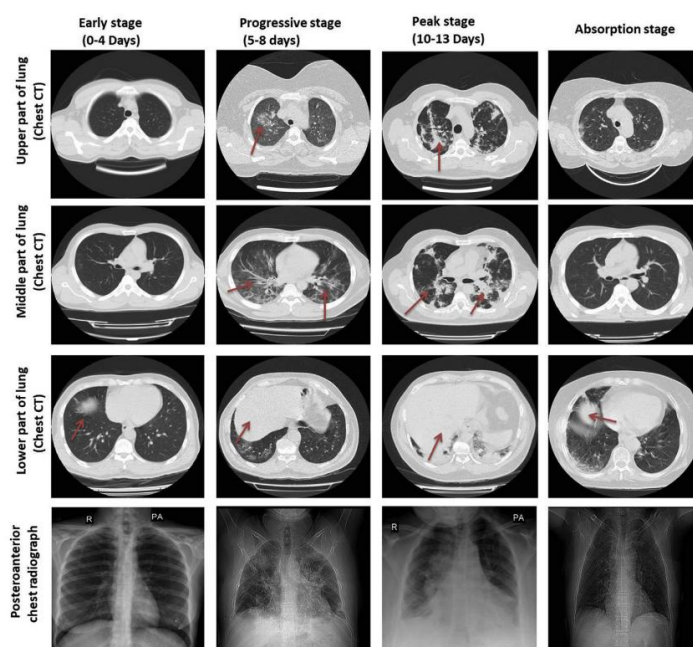 Early stage
(0-4 Days)
Progressive stage
(5-8 days)
Peak stage
(10-13 Days)
Absorption stage
Upper part of lung
(Chest CT)
Middle part of lung
(Chest CT)
Lower part of lung
(Chest CT)
Posteroanterior
chest radiograph
R
PA
R
PA